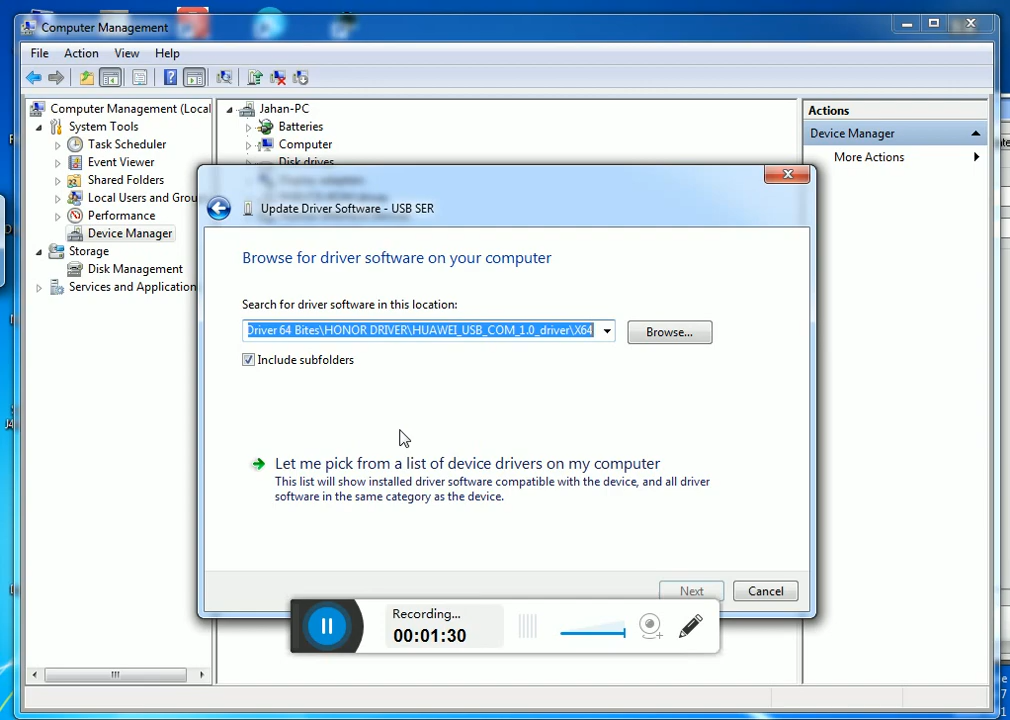 Computer Management
File Action View Help
Computer Management (Local
System Tools
Task Scheduler
Event Viewer
Shared Folders
Local Users and Grou
Performance
Device Manager
Storage
Disk Management
Services and Application
Jahan-PC
Batteries
Computer
Disk drives
Actions
Device Manager
More Actions
Update Driver Software - USB SER
Browse for driver software on your computer
Search for driver software in this location:
Driver 64 Bites\HONOR DRIVER\HUAWEI_USB_COM_1.0_driver\X64
Browse...
Include subfolders
Let me pick from a list of device drivers on my computer
This list will show installed driver software compatible with the device, and all driver
software in the same category as the device.
Next
Cancel
Recording...
00:01:30